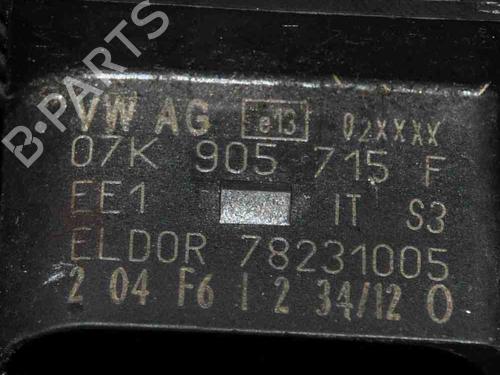 B-PARTS
VW AG e13 02XXXX
07K 905 715 F
EE1 IT S3
ELDOR 78231005
2 04 F6 1 2 34/12 0